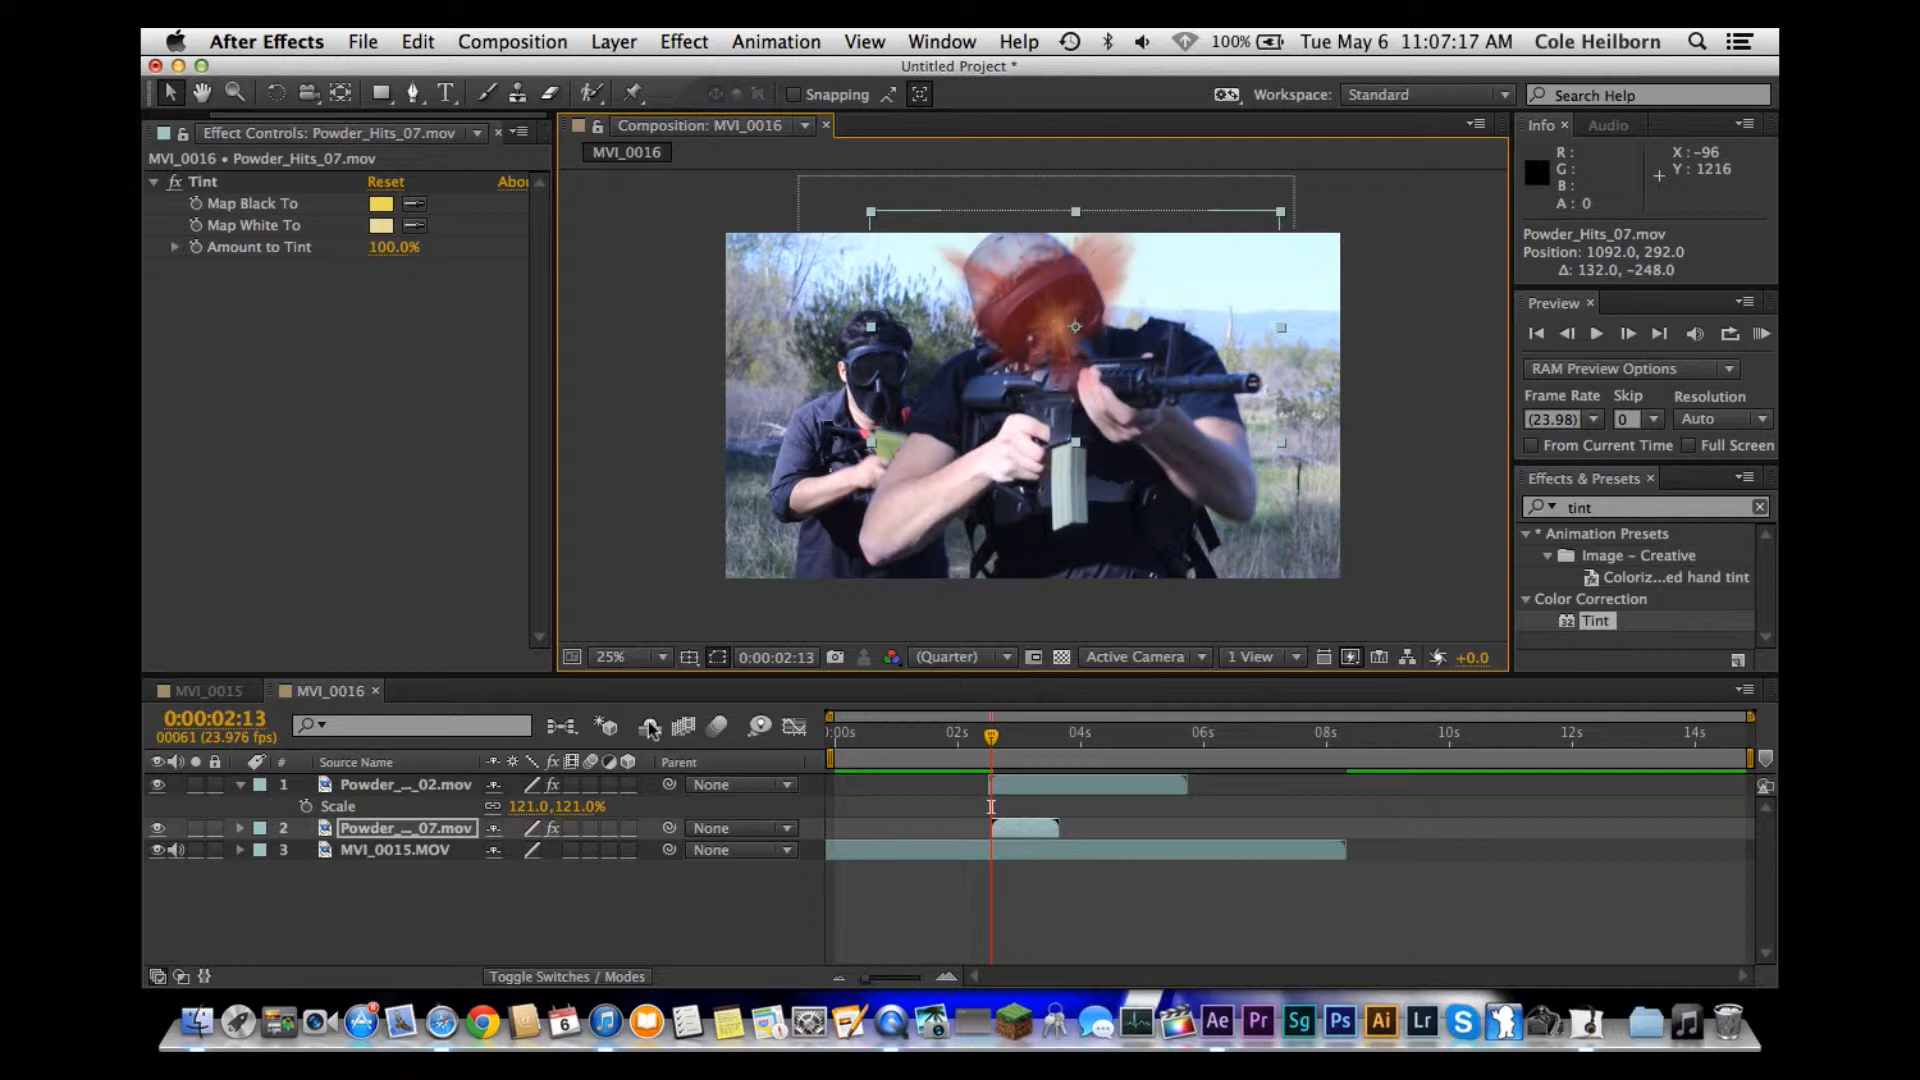 After Effects File Edit Composition Layer Effect Animation View Window Help 100% Tue May 6 11:07:17 AM Cole Heilborn
Untitled Project *
Snapping Workspace: Standard Search Help
Effect Controls: Powder_Hits_07.mov
MVI_0016 • Powder_Hits_07.mov
fx Tint Reset Abou
Map Black To
Map White To
Amount to Tint 100.0%
Composition: MVI_0016
MVI_0016
Info Audio
R : X : -96
G : Y : 1216
B :
A : 0
Powder_Hits_07.mov
Position: 1092.0, 292.0
Δ: 132.0, -248.0
Preview
RAM Preview Options
Frame Rate Skip Resolution
(23.98) 0 Auto
From Current Time Full Screen
Effects & Presets
tint
* Animation Presets
Image - Creative
Coloriz...ed hand tint
Color Correction
32 Tint
25% 0:00:02:13 (Quarter) Active Camera 1 View +0.0
MVI_0015 MVI_0016
0:00:02:13
00061 (23.976 fps)
:00s 02s 04s 06s 08s 10s 12s 14s
# Source Name fx Parent
1 Powder_..._02.mov fx None
Scale 121.0,121.0%
2 Powder_..._07.mov fx None
3 MVI_0015.MOV None
Toggle Switches / Modes
6 Ae Pr Sg Ps Ai Lr S